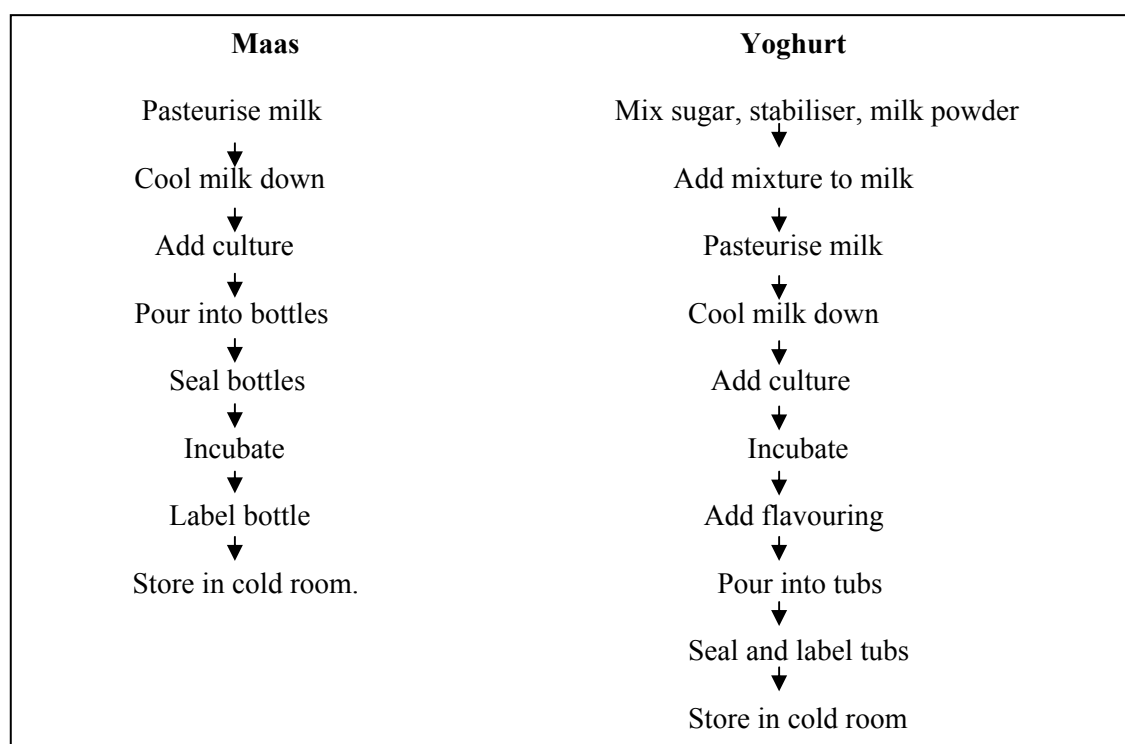 Maas
Pasteurise milk
Cool milk down
Add culture
Pour into bottles
Seal bottles
Incubate
Label bottle
Store in cold room.
Yoghurt
Mix sugar, stabiliser, milk powder
Add mixture to milk
Pasteurise milk
Cool milk down
Add culture
Incubate
Add flavouring
Pour into tubs
Seal and label tubs
Store in cold room